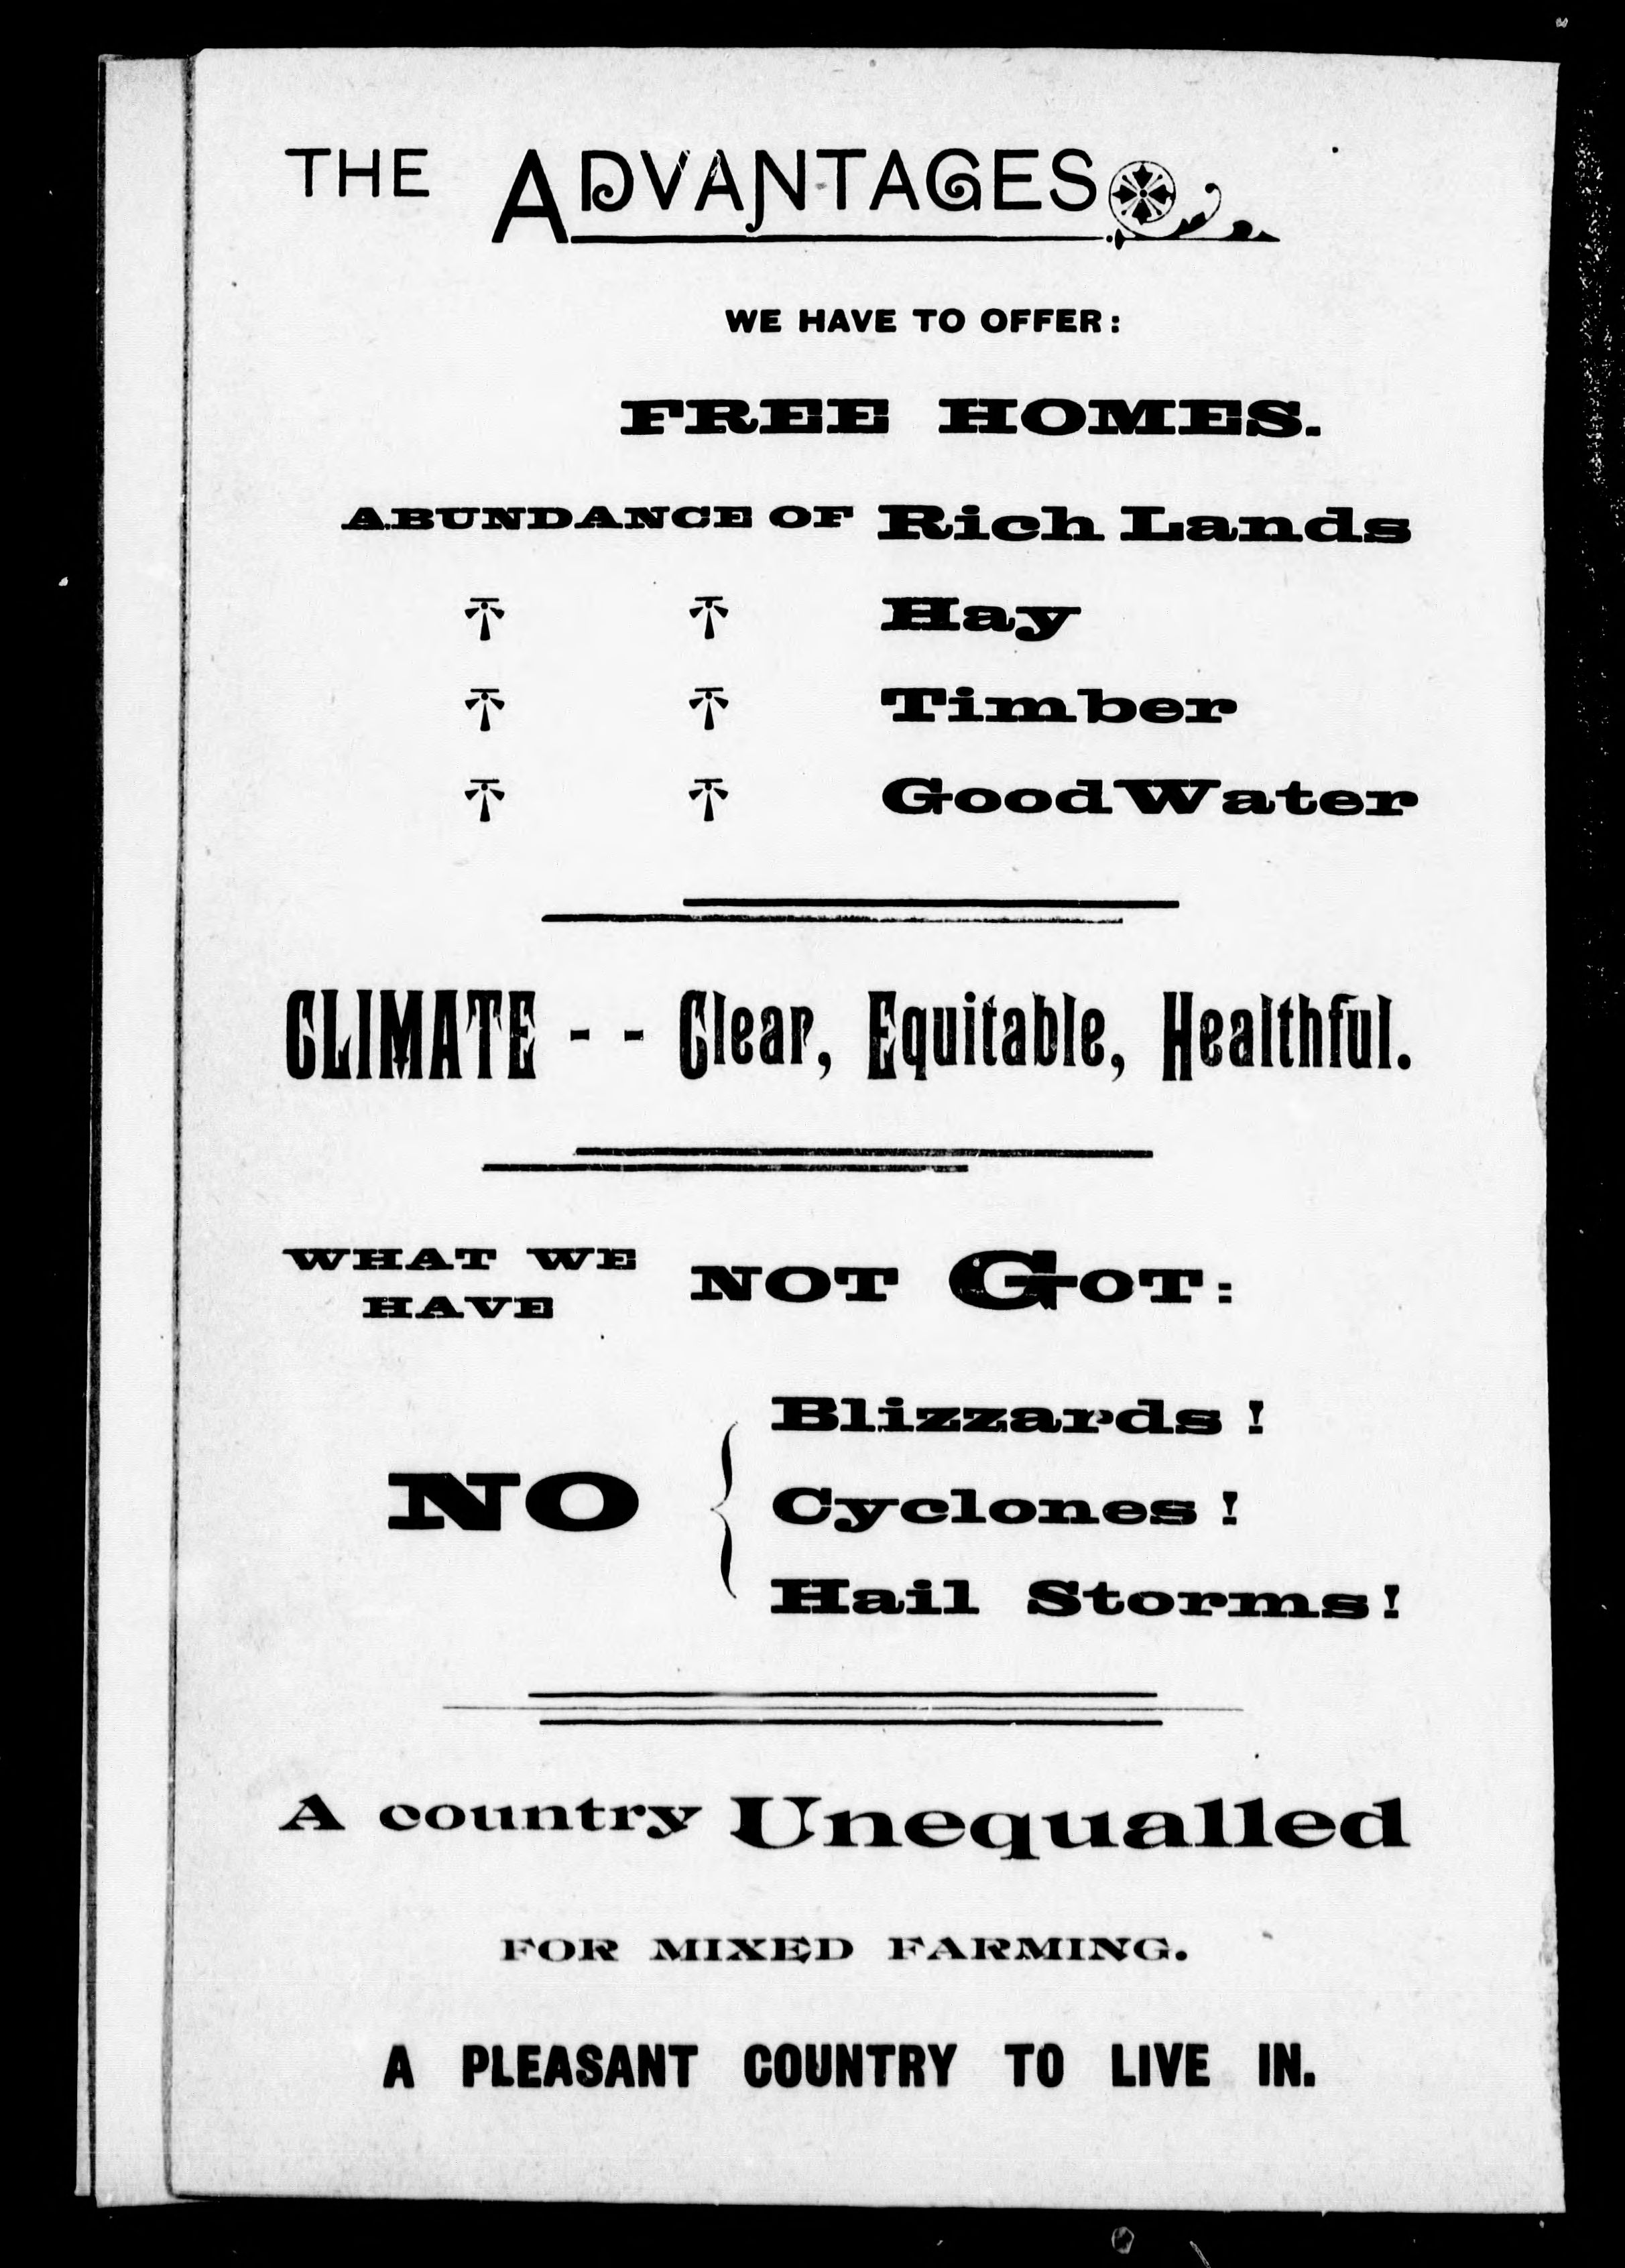 THE ADVANTAGES
WE HAVE TO OFFER:
FREE HOMES.
ABUNDANCE OF Rich Lands
Hay
Timber
Good Water
CLIMATE - - Clear, Equitable, Healthful.
WHAT WE HAVE NOT GOT:
NO
Blizzards!
Cyclones!
Hail Storms!
A country Unequalled
FOR MIXED FARMING.
A PLEASANT COUNTRY TO LIVE IN.